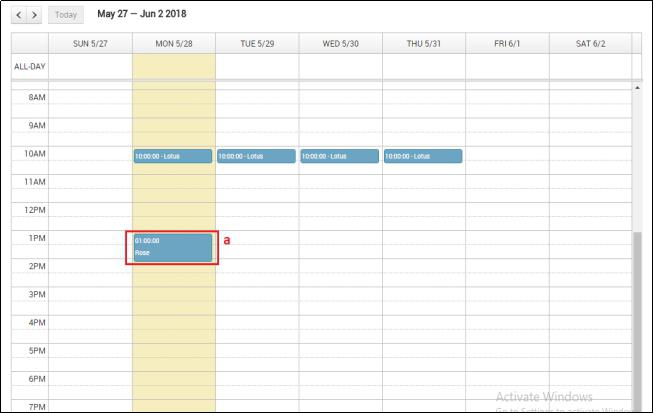 Today May 27 — Jun 2 2018
SUN 5/27 MON 5/28 TUE 5/29 WED 5/30 THU 5/31 FRI 6/1 SAT 6/2
ALL-DAY
8AM
9AM
10AM 10:00:00 - Lotus 10:00:00 - Lotus 10:00:00 - Lotus 10:00:00 - Lotus
11AM
12PM
1PM 01:00:00 a
Rose
2PM
3PM
4PM
5PM
6PM
Activate Windows
7PM Go to Settings to activate Windows